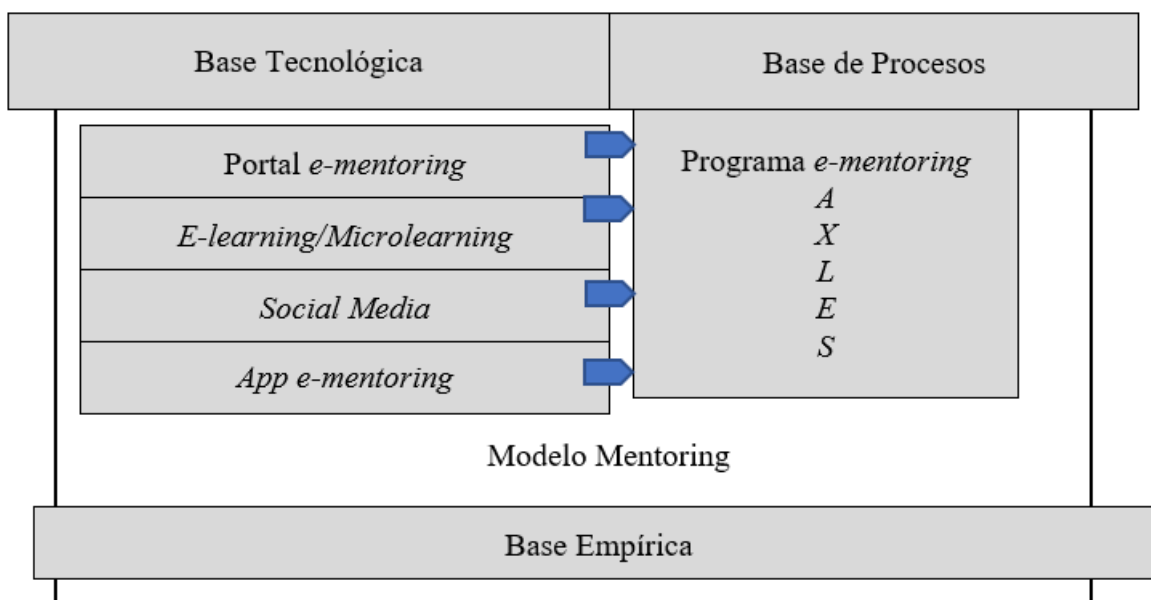 Base Tecnológica
Base de Procesos
Portal e-mentoring
E-learning/Microlearning
Social Media
App e-mentoring
Programa e-mentoring
A
X
L
E
S
Modelo Mentoring
Base Empírica